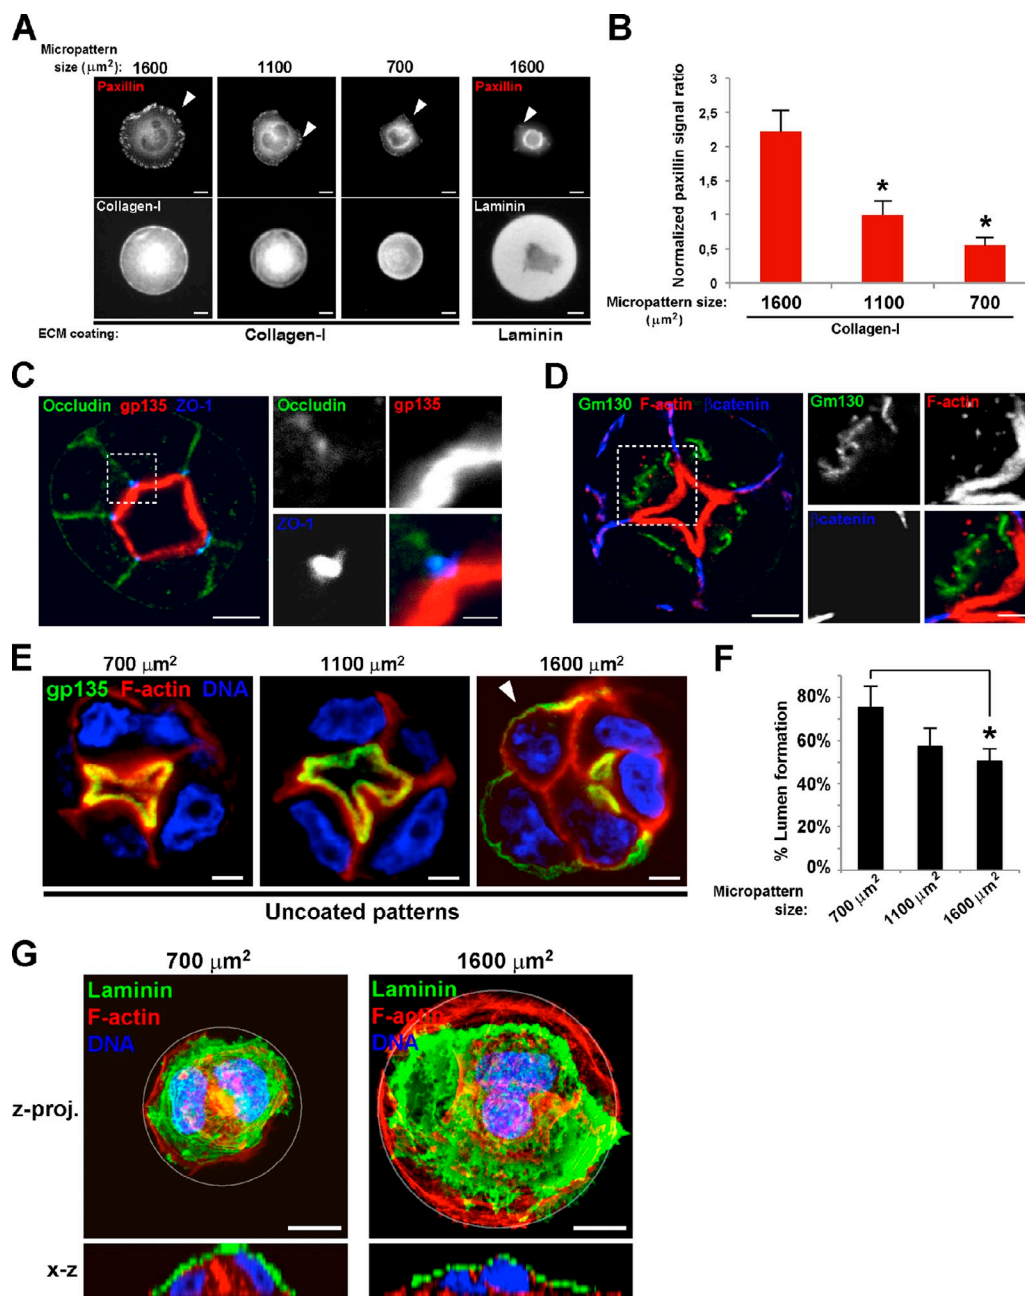 A
Micropattern
size (μm²):
1600 1100 700 1600
Paxillin Paxillin
Collagen-I Laminin
ECM coating: Collagen-I Laminin
B
Normalized paxillin signal ratio
3
2,5
2
1,5
1
0,5
0
* *
Micropattern size:
(μm²)
1600 1100 700
Collagen-I
C
Occludin gp135 ZO-1
Occludin gp135
ZO-1
D
Gm130 F-actin βcatenin
Gm130 F-actin
βcatenin
E
700 μm² 1100 μm² 1600 μm²
gp135 F-actin DNA
Uncoated patterns
F
% Lumen formation
80%
60%
40%
20%
0%
*
Micropattern
size:
700 μm² 1100 μm² 1600 μm²
G
700 μm² 1600 μm²
Laminin Laminin
F-actin F-actin
DNA DNA
z-proj.
x-z